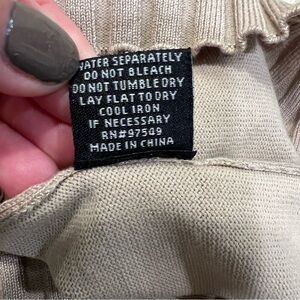 WATER SEPARATELY
DO NOT BLEACH
DO NOT TUMBLE DRY
LAY FLAT TO DRY
COOL IRON
IF NECESSARY
RN#97509
MADE IN CHINA